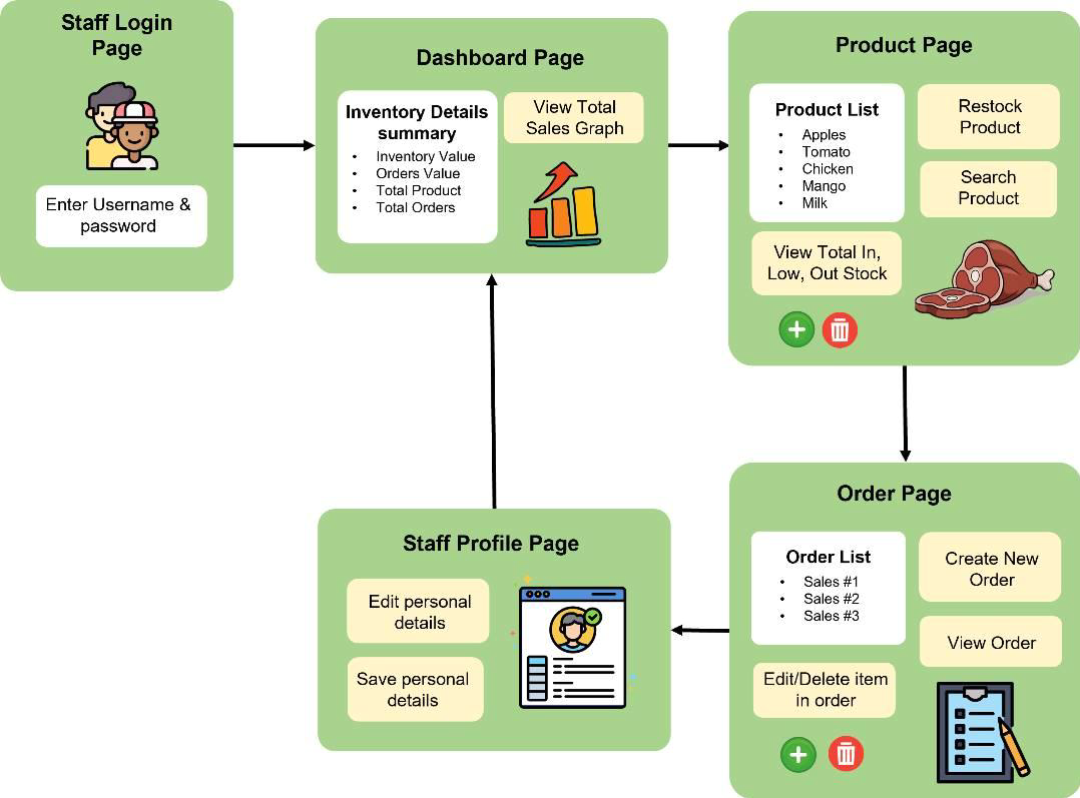 Staff Login
Page
Enter Username &
password
Dashboard Page
Inventory Details
summary
• Inventory Value
• Orders Value
• Total Product
• Total Orders
View Total
Sales Graph
Product Page
Product List
• Apples
• Tomato
• Chicken
• Mango
• Milk
Restock
Product
Search
Product
View Total In,
Low, Out Stock
Staff Profile Page
Edit personal
details
Save personal
details
Order Page
Order List
• Sales #1
• Sales #2
• Sales #3
Create New
Order
View Order
Edit/Delete item
in order